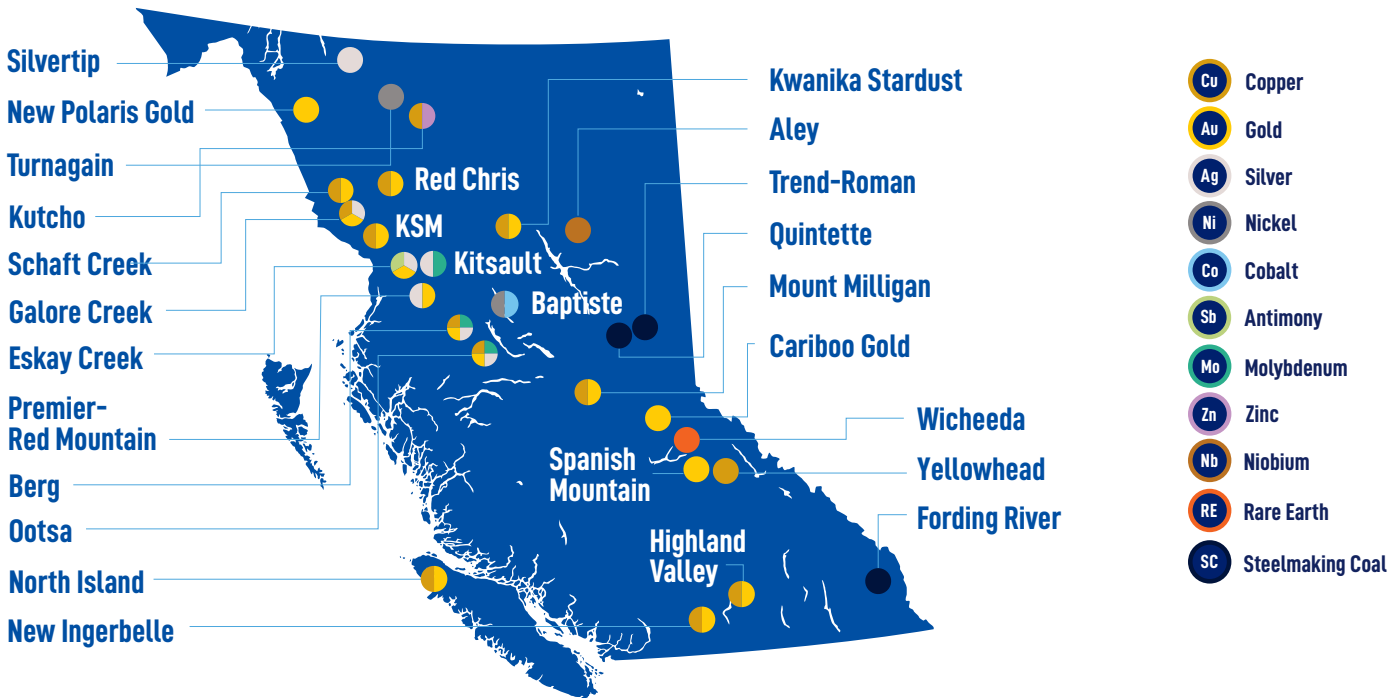 Silvertip
New Polaris Gold
Turnagain
Kutcho
Schaft Creek
Galore Creek
Eskay Creek
Premier-
Red Mountain
Berg
Ootsa
North Island
New Ingerbelle
Red Chris
KSM
Kitsault
Baptiste
Spanish
Mountain
Highland
Valley
Kwanika Stardust
Aley
Trend-Roman
Quintette
Mount Milligan
Cariboo Gold
Wicheeda
Yellowhead
Fording River
Cu Copper
Au Gold
Ag Silver
Ni Nickel
Co Cobalt
Sb Antimony
Mo Molybdenum
Zn Zinc
Nb Niobium
RE Rare Earth
SC Steelmaking Coal